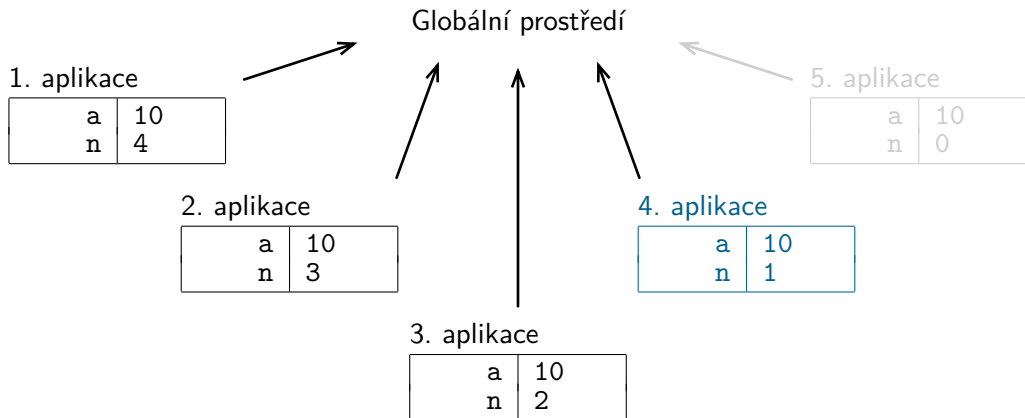 Globální prostředí
1. aplikace
a 10
n 4
2. aplikace
a 10
n 3
3. aplikace
a 10
n 2
4. aplikace
a 10
n 1
5. aplikace
a 10
n 0